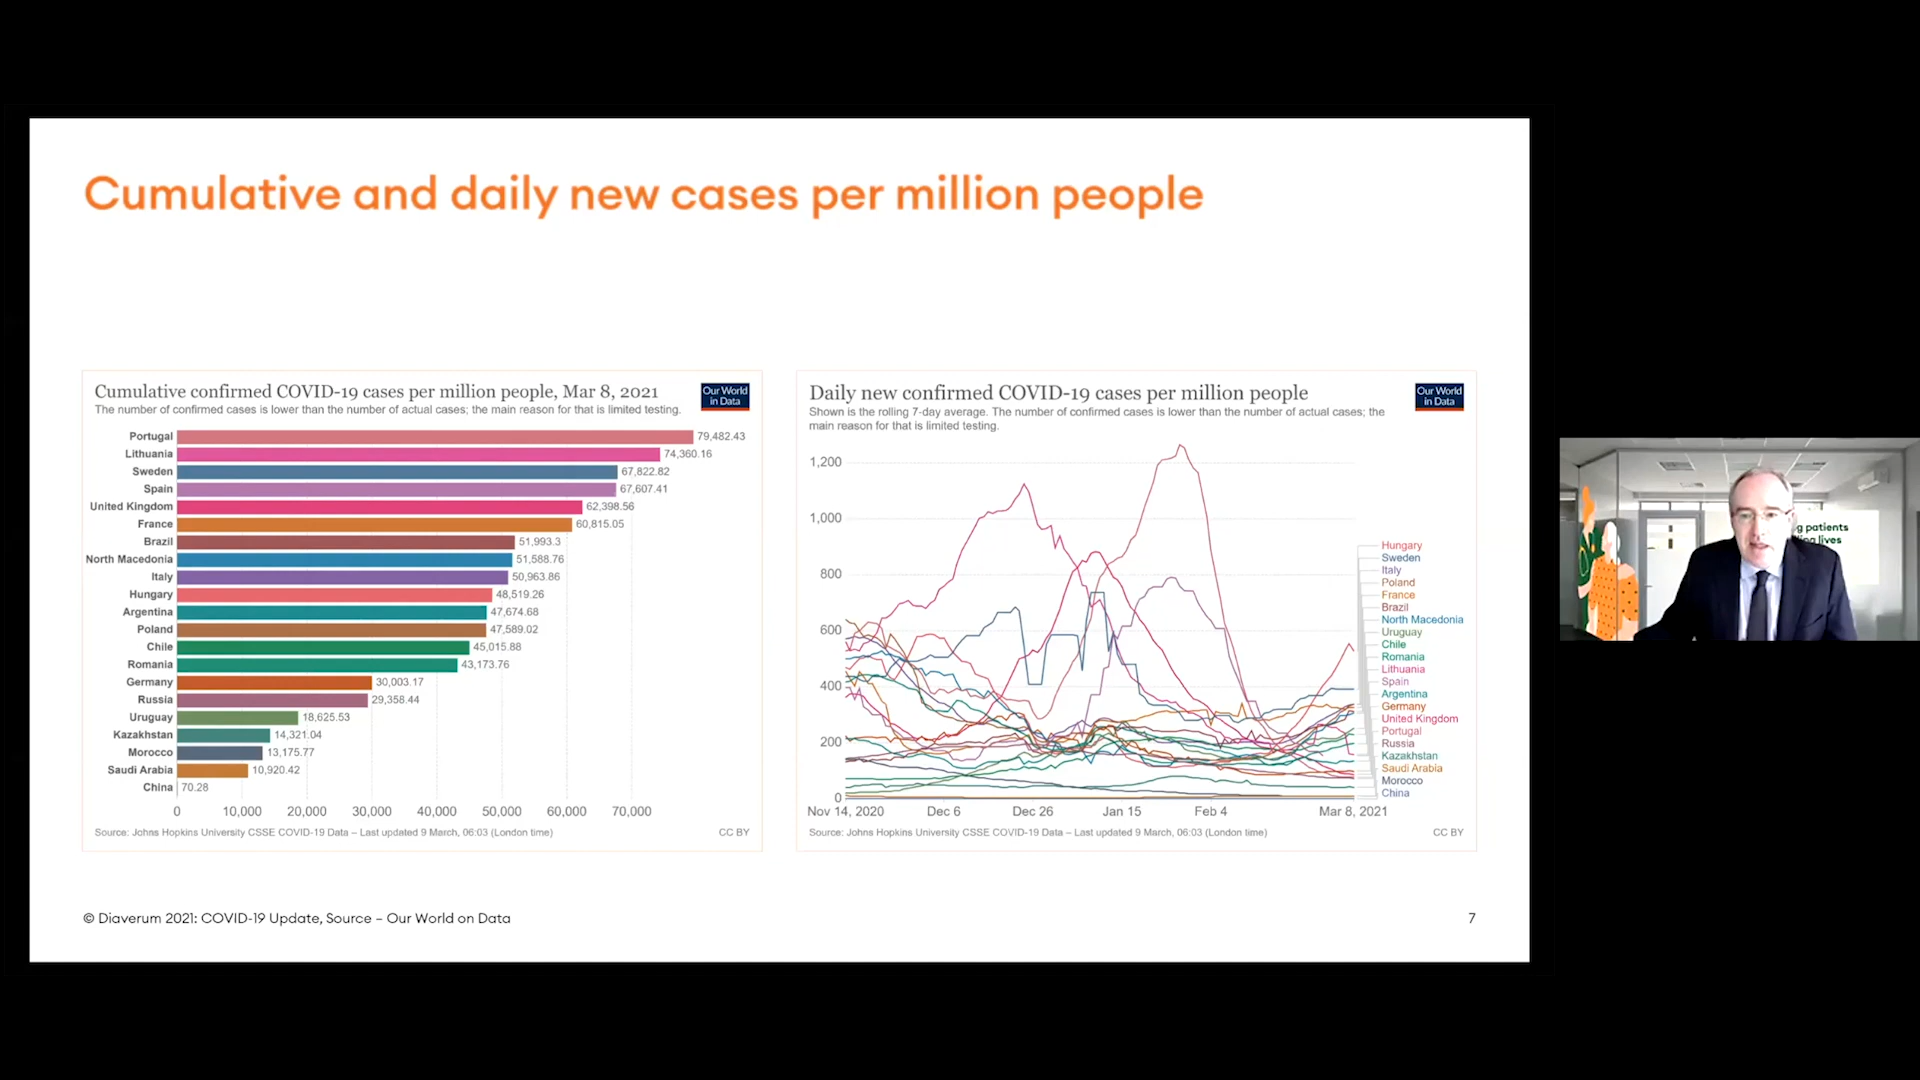 Cumulative and daily new cases per million people
Cumulative confirmed COVID-19 cases per million people, Mar 8, 2021
Our World
in Data
The number of confirmed cases is lower than the number of actual cases; the main reason for that is limited testing.
Portugal 79,482.43
Lithuania 74,360.16
Sweden 67,822.82
Spain 67,607.41
United Kingdom 62,398.56
France 60,815.05
Brazil 51,993.3
North Macedonia 51,588.76
Italy 50,963.86
Hungary 48,519.26
Argentina 47,674.68
Poland 47,589.02
Chile 45,015.88
Romania 43,173.76
Germany 30,003.17
Russia 29,358.44
Uruguay 18,625.53
Kazakhstan 14,321.04
Morocco 13,175.77
Saudi Arabia 10,920.42
China 70.28
0 10,000 20,000 30,000 40,000 50,000 60,000 70,000
Source: Johns Hopkins University CSSE COVID-19 Data – Last updated 9 March, 06:03 (London time) CC BY
Daily new confirmed COVID-19 cases per million people
Our World
in Data
Shown is the rolling 7-day average. The number of confirmed cases is lower than the number of actual cases; the
main reason for that is limited testing.
1,200
1,000
800
600
400
200
0
Hungary
Sweden
Italy
Poland
France
Brazil
North Macedonia
Uruguay
Chile
Romania
Lithuania
Spain
Argentina
Germany
United Kingdom
Portugal
Russia
Kazakhstan
Saudi Arabia
Morocco
China
Nov 14, 2020 Dec 6 Dec 26 Jan 15 Feb 4 Mar 8, 2021
Source: Johns Hopkins University CSSE COVID-19 Data – Last updated 9 March, 06:03 (London time) CC BY
g patients
lives
© Diaverum 2021: COVID-19 Update, Source – Our World on Data
7